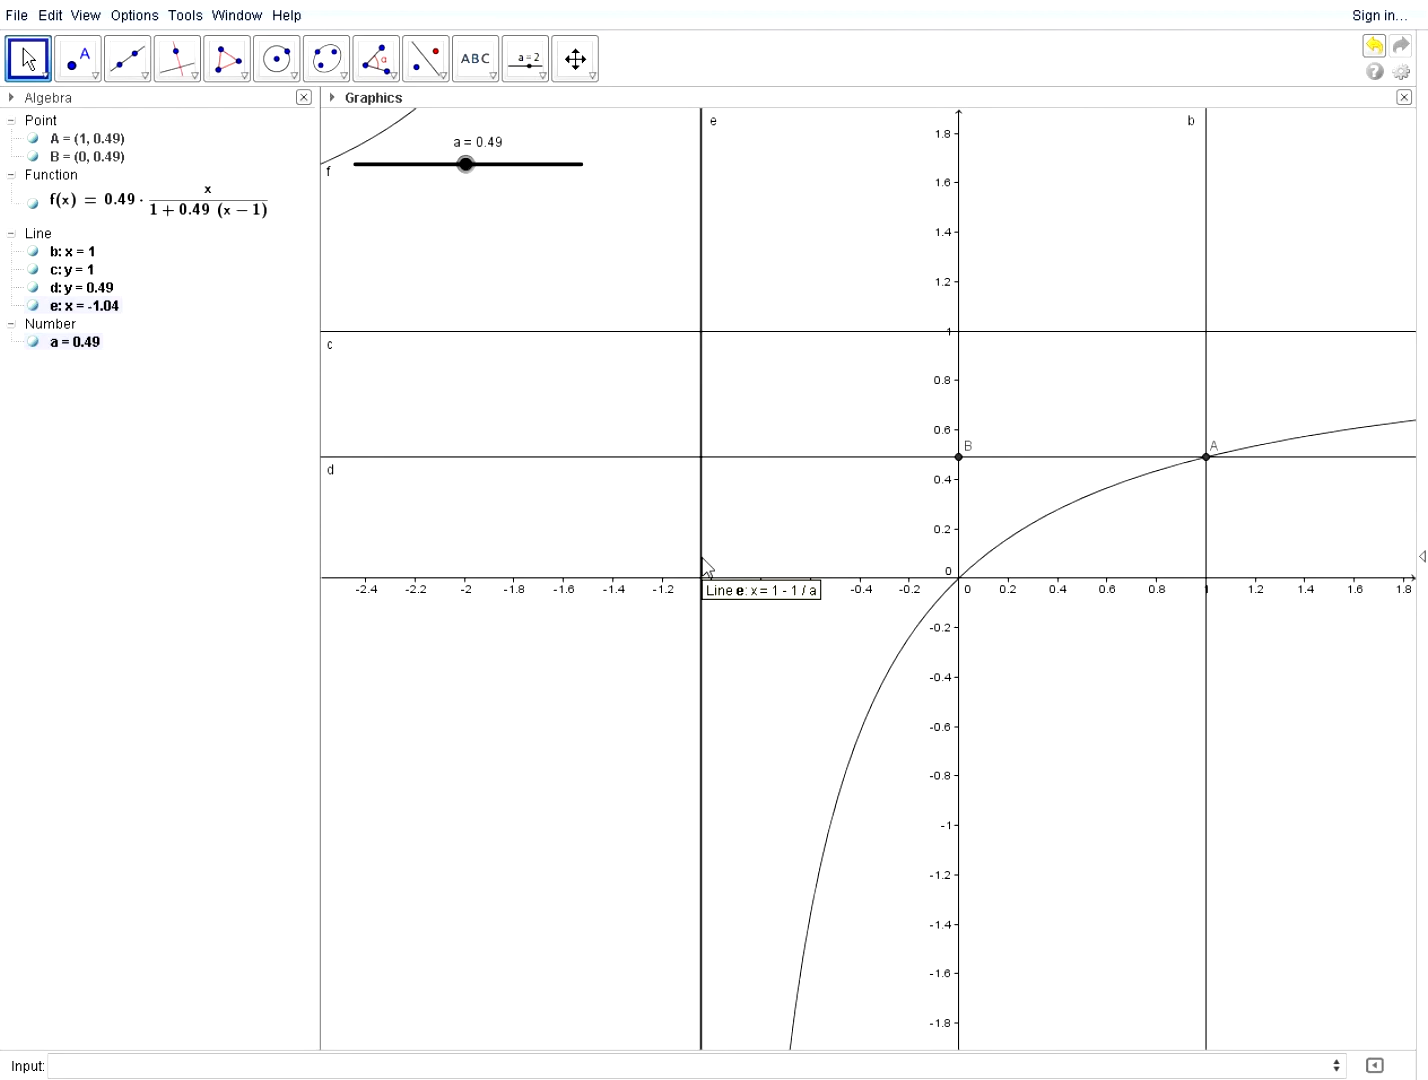 File Edit View Options Tools Window Help Sign in...
A α ABC a = 2
Algebra
Graphics
Point
A = (1, 0.49)
B = (0, 0.49)
Function
f(x) = 0.49 · x / 1 + 0.49 (x − 1)
Line
b: x = 1
c: y = 1
d: y = 0.49
e: x = -1.04
Number
a = 0.49
a = 0.49
f
e
b
c
d
B
A
1.8
1.6
1.4
1.2
1
0.8
0.6
0.4
0.2
0
-2.4 -2.2 -2 -1.8 -1.6 -1.4 -1.2 -0.4 -0.2 0 0.2 0.4 0.6 0.8 1 1.2 1.4 1.6 1.8
Line e: x = 1 - 1 / a
-0.2
-0.4
-0.6
-0.8
-1
-1.2
-1.4
-1.6
-1.8
Input: